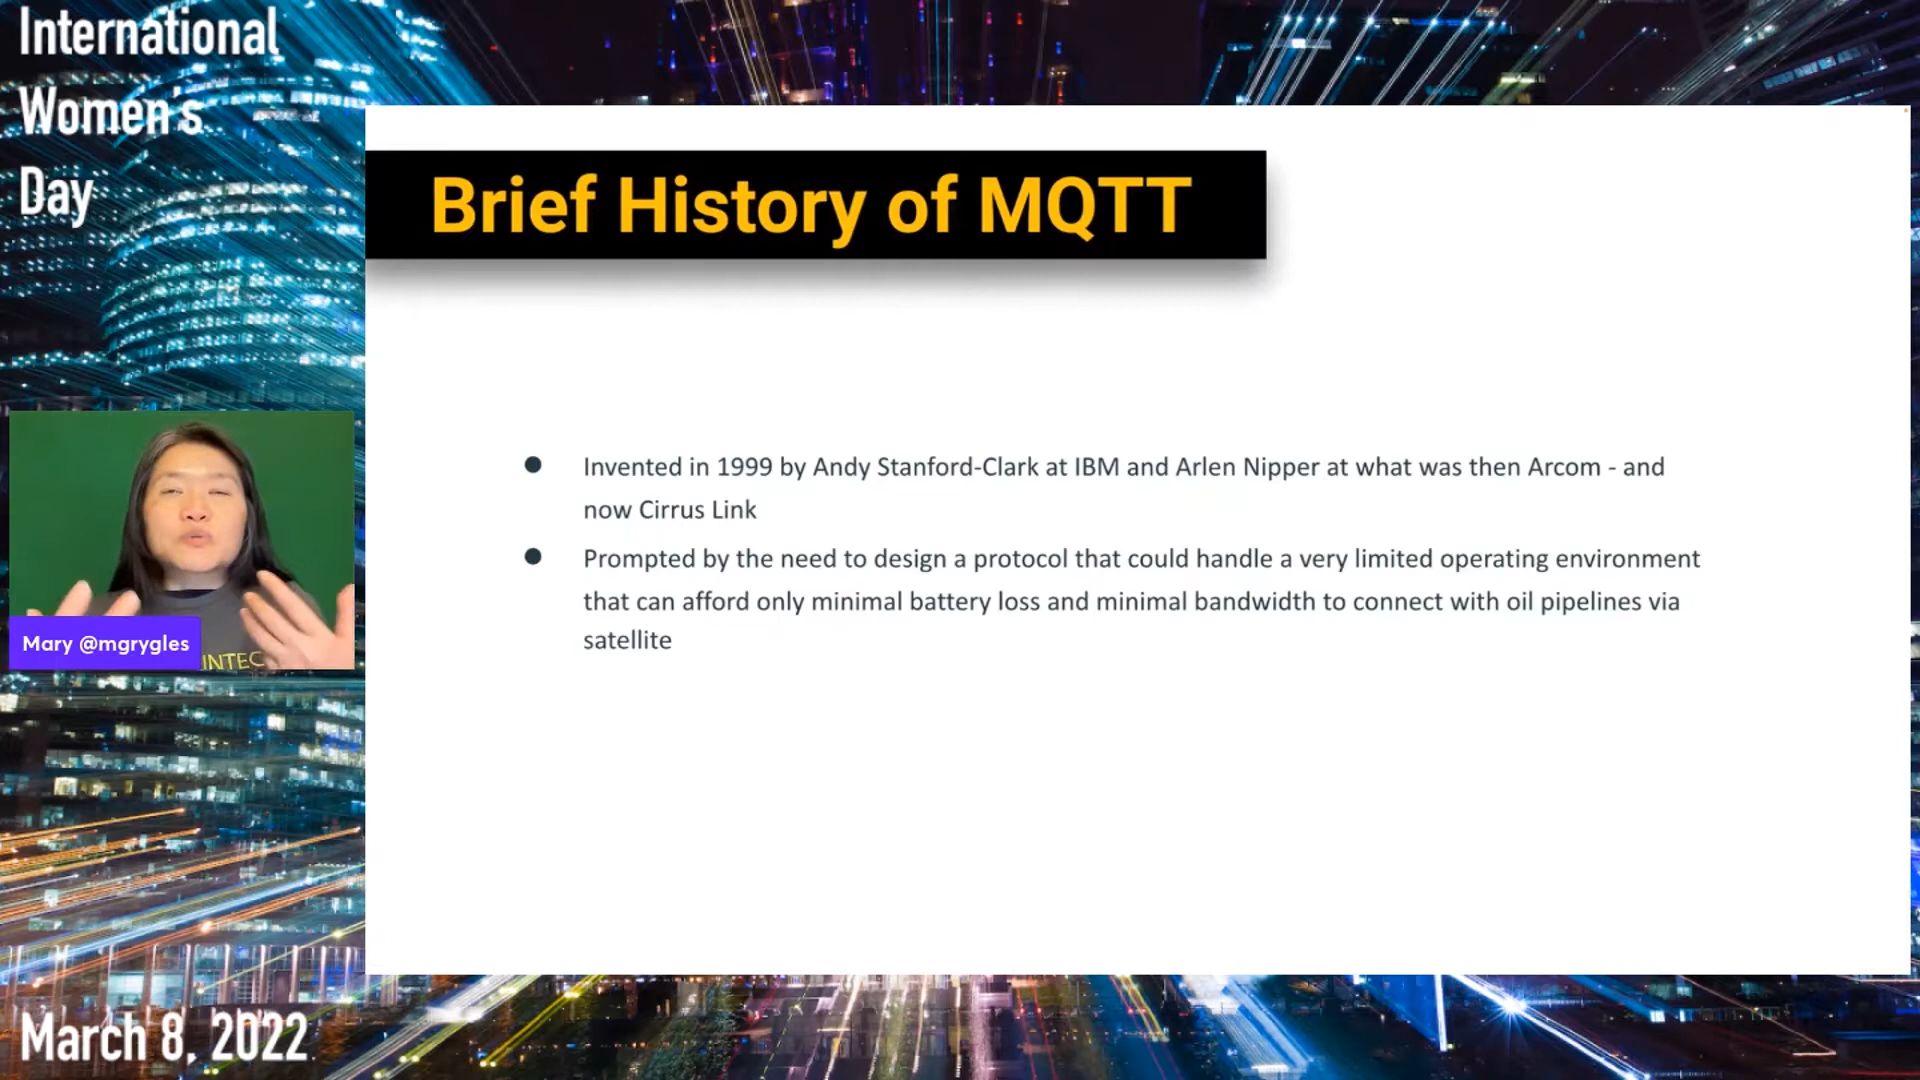 International
Women's
Day
Brief History of MQTT
Invented in 1999 by Andy Stanford-Clark at IBM and Arlen Nipper at what was then Arcom - and
now Cirrus Link
Prompted by the need to design a protocol that could handle a very limited operating environment
that can afford only minimal battery loss and minimal bandwidth to connect with oil pipelines via
satellite
Mary @mgrygles
INTEC
March 8, 2022